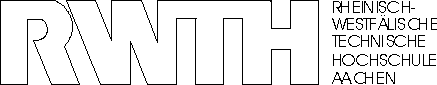 RWTH
RHEINISCH-
WESTFÄLISCHE
TECHNISCHE
HOCHSCHULE
AACHEN